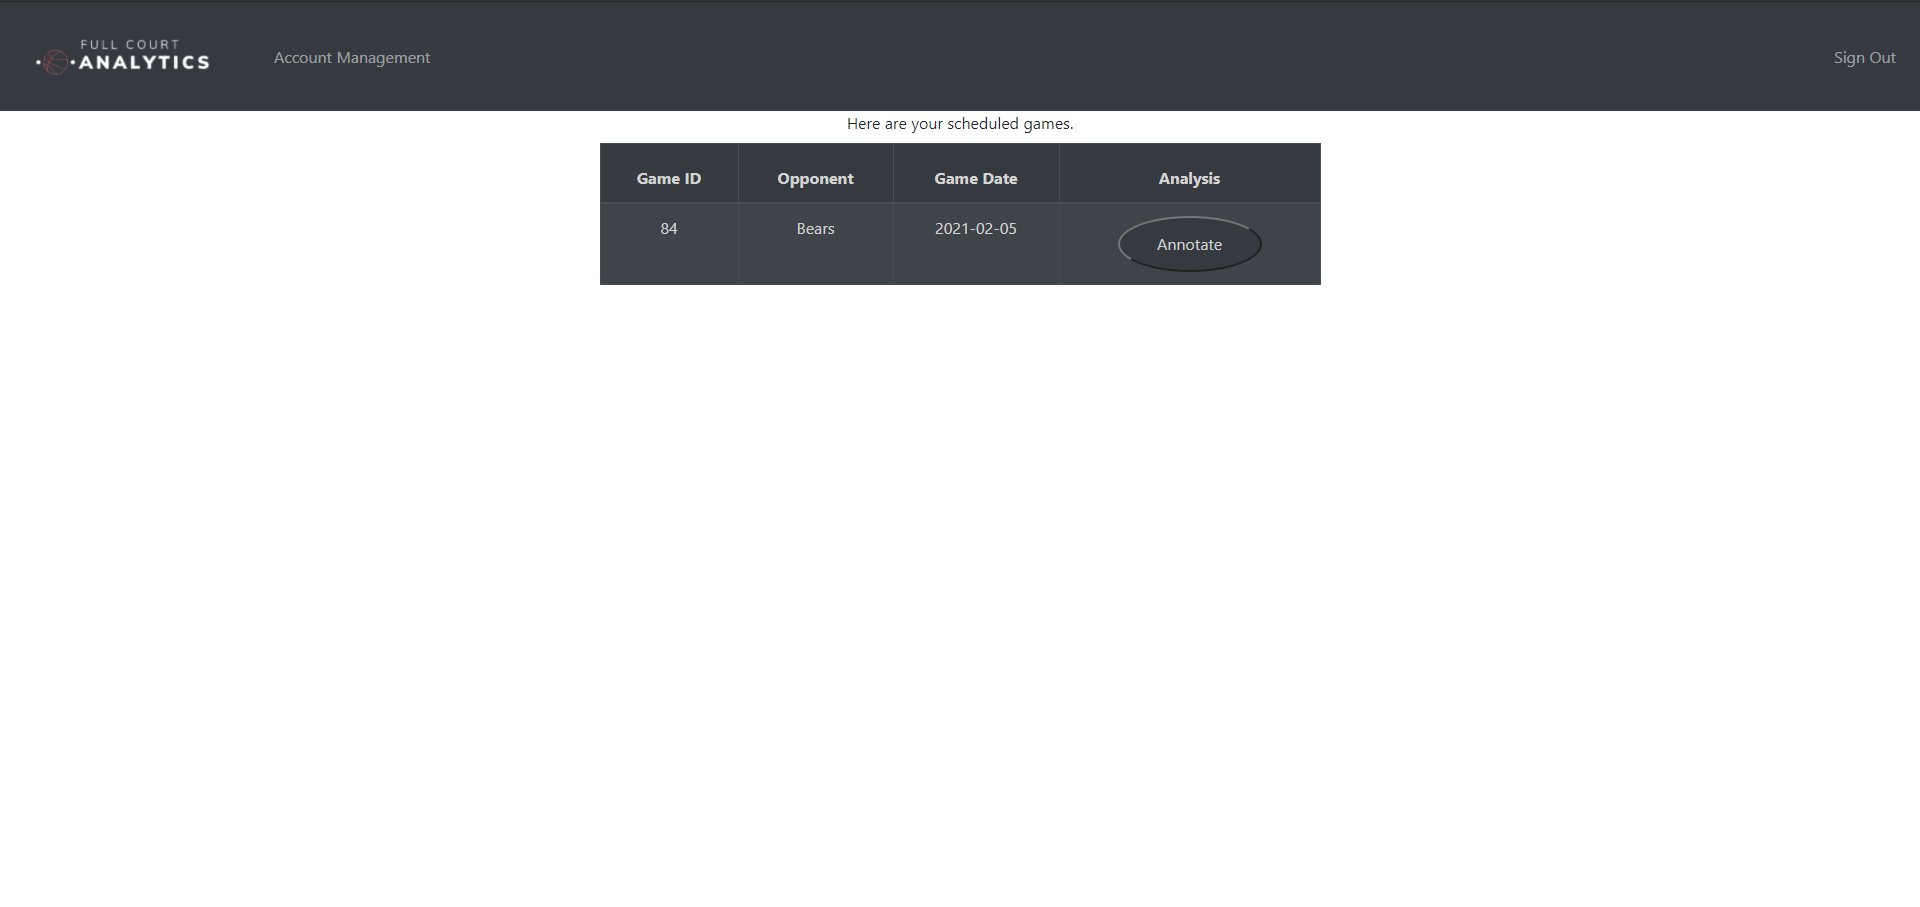 FULL COURT
ANALYTICS
Account Management
Sign Out
Here are your scheduled games.
Game ID Opponent Game Date Analysis
84 Bears 2021-02-05 Annotate